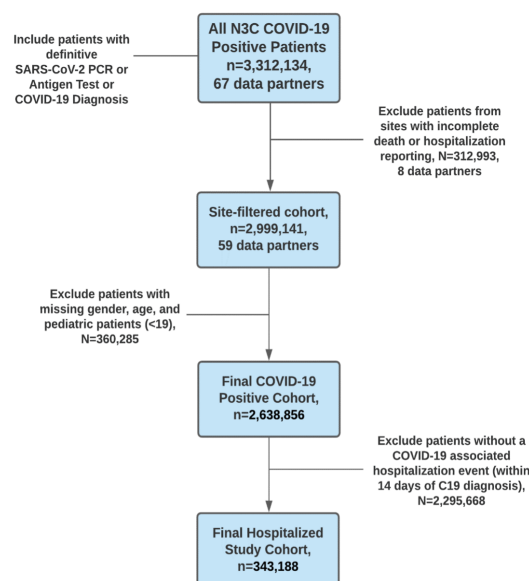 All N3C COVID-19
Positive Patients
n=3,312,134,
67 data partners
Include patients with
definitive
SARS-CoV-2 PCR or
Antigen Test or
COVID-19 Diagnosis
Exclude patients from
sites with incomplete
death or hospitalization
reporting, N=312,993,
8 data partners
Site-filtered cohort,
n=2,999,141,
59 data partners
Exclude patients with
missing gender, age, and
pediatric patients (<19),
N=360,285
Final COVID-19
Positive Cohort,
n=2,638,856
Exclude patients without a
COVID-19 associated
hospitalization event (within
14 days of C19 diagnosis),
N=2,295,668
Final Hospitalized
Study Cohort,
n=343,188